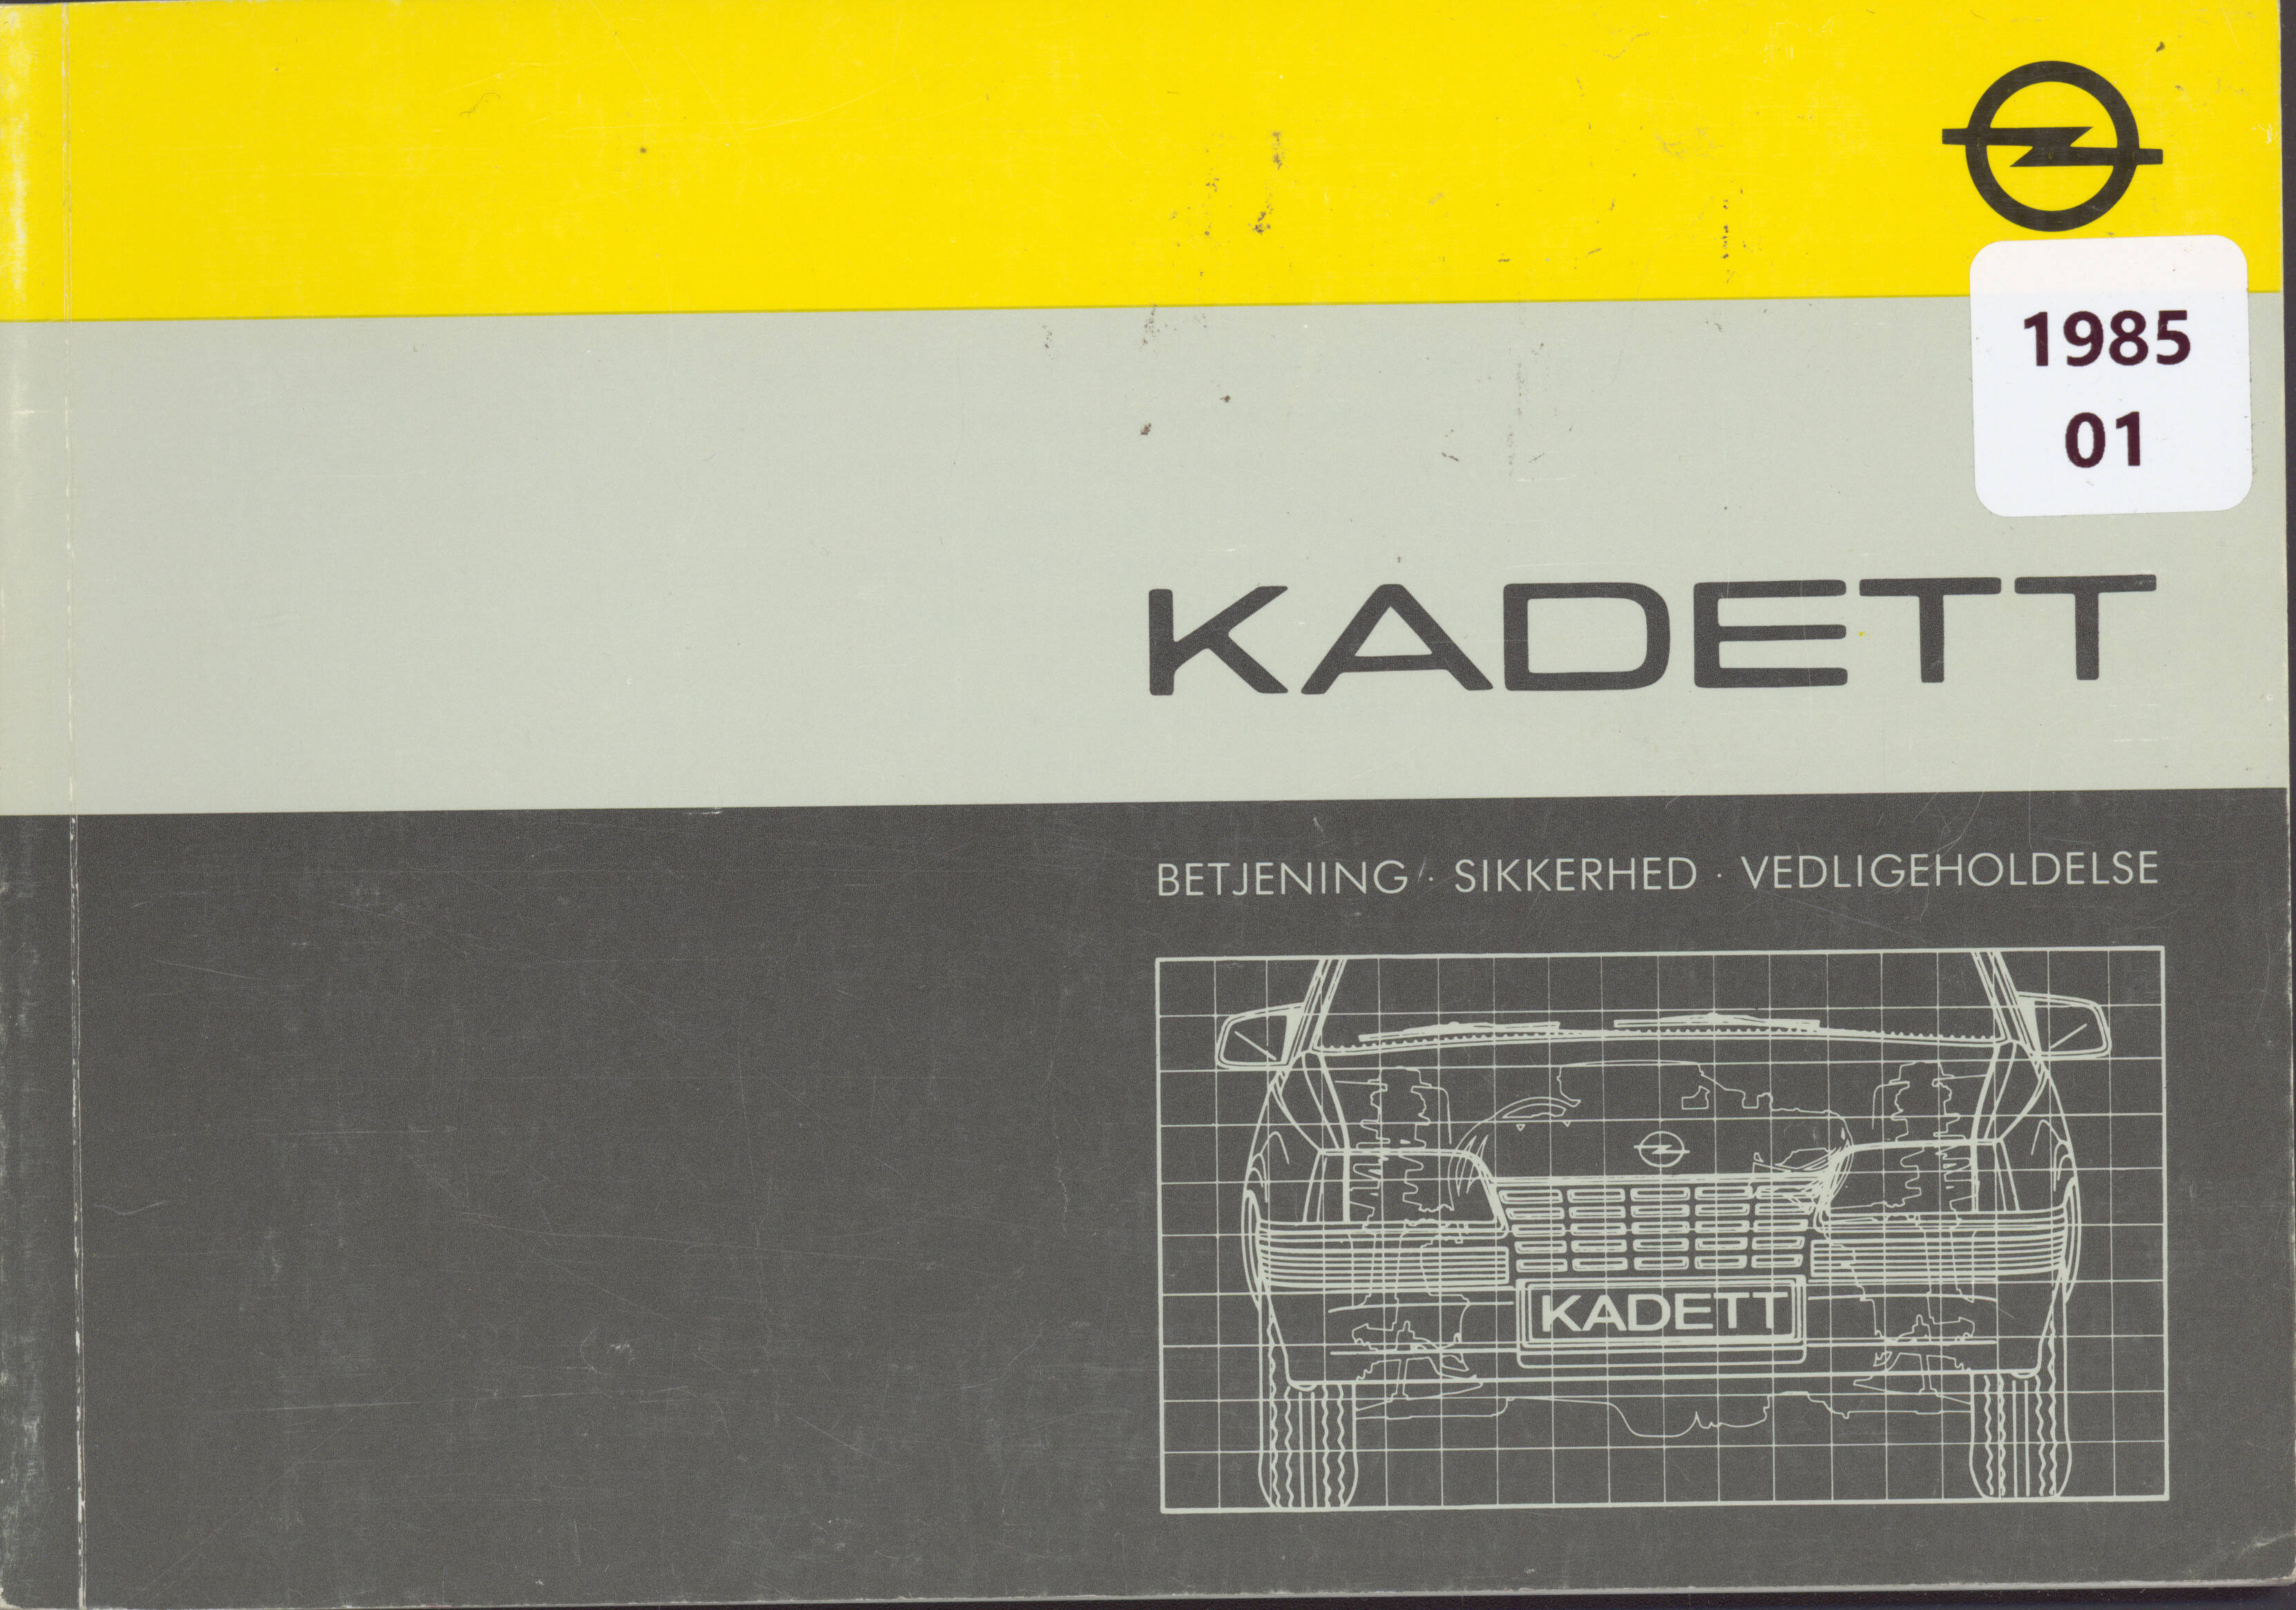 1985
01
KADETT
BETJENING · SIKKERHED · VEDLIGEHOLDELSE
KADETT